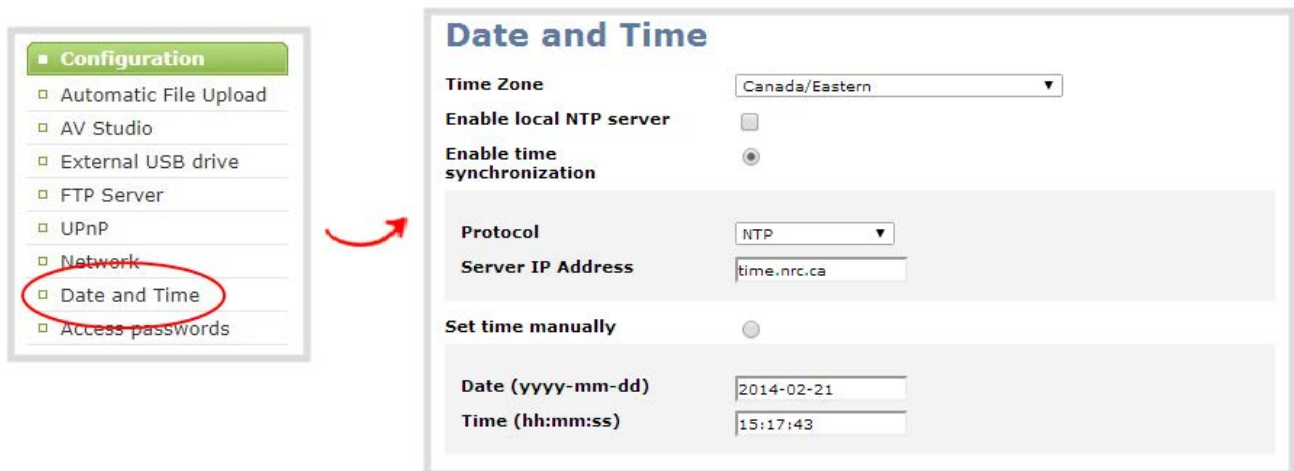 Configuration
Automatic File Upload
AV Studio
External USB drive
FTP Server
UPnP
Network
Date and Time
Access passwords
Date and Time
Time Zone Canada/Eastern
Enable local NTP server
Enable time
synchronization
Protocol NTP
Server IP Address time.nrc.ca
Set time manually
Date (yyyy-mm-dd) 2014-02-21
Time (hh:mm:ss) 15:17:43